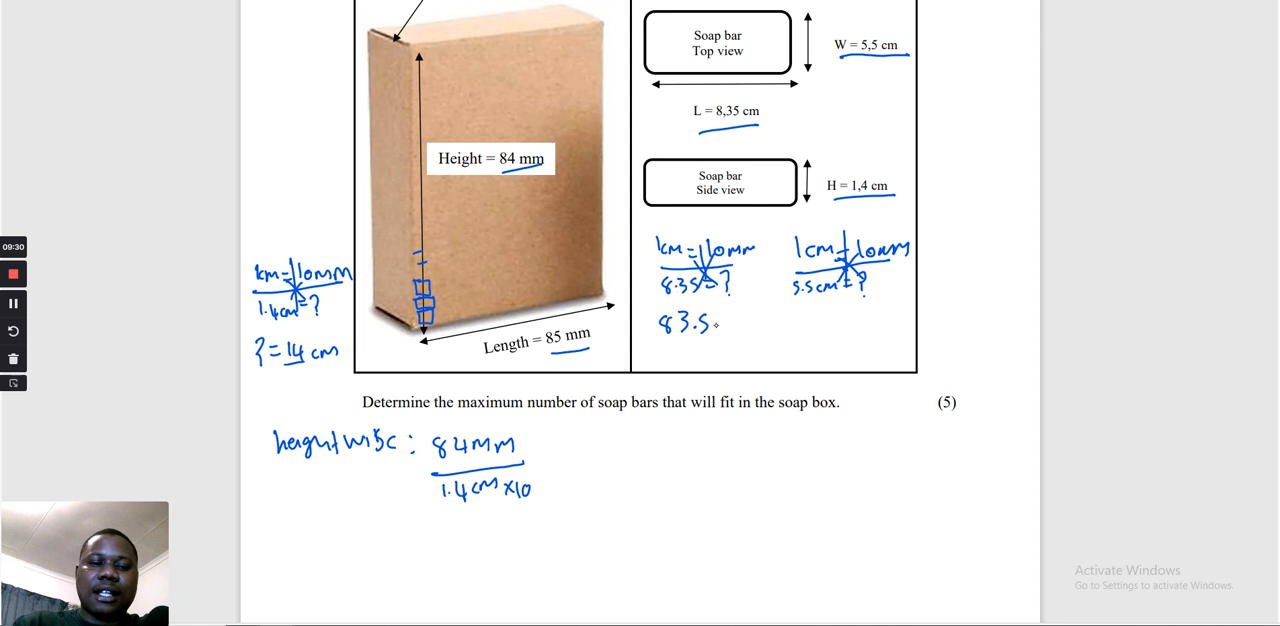 Soap bar
Top view
W = 5,5 cm
L = 8,35 cm
Height = 84 mm
Soap bar
Side view
H = 1,4 cm
1cm=10mm
8.35=?
83.5
1cm=10mm
5.5cm=?
1cm=10mm
1.4cm=?
?=14 cm
Length = 85 mm
Determine the maximum number of soap bars that will fit in the soap box. (5)
height wise: 84mm
1.4cm×10
09:30
Activate Windows
Go to Settings to activate Windows.